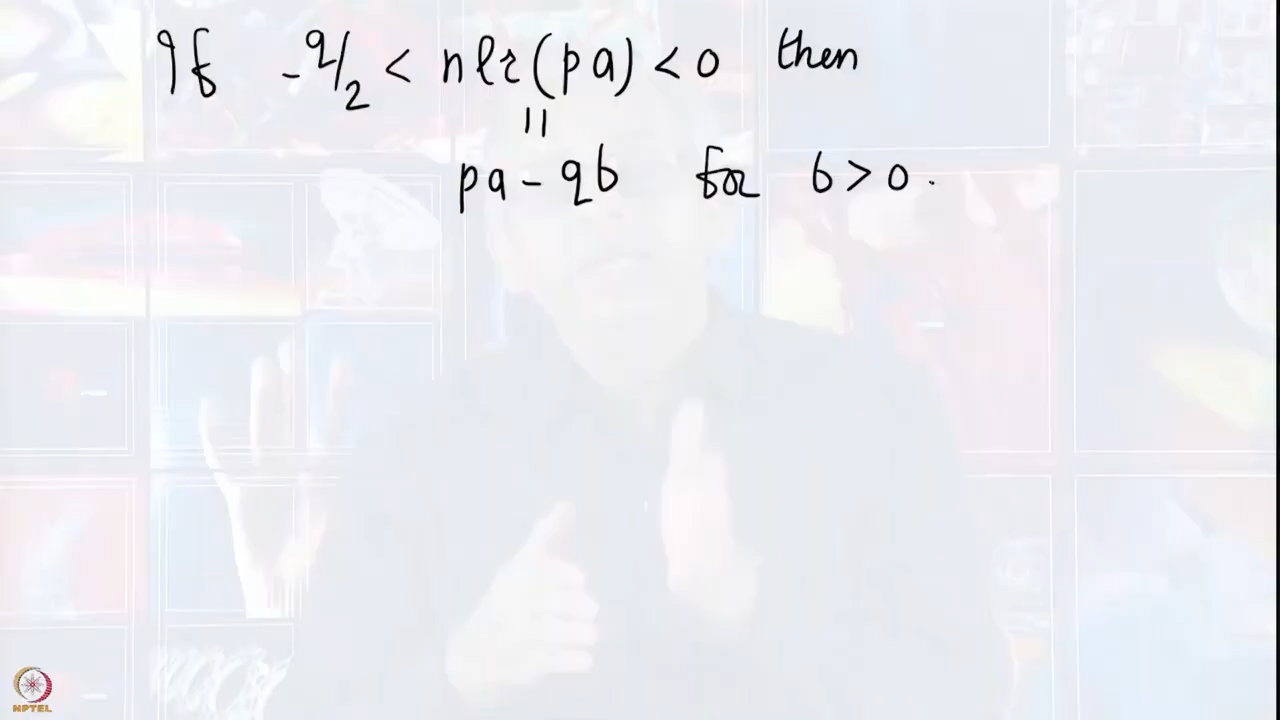 If -q/2 < nlr(pa) < 0 then
||
pa - qb for b > 0.
NPTEL